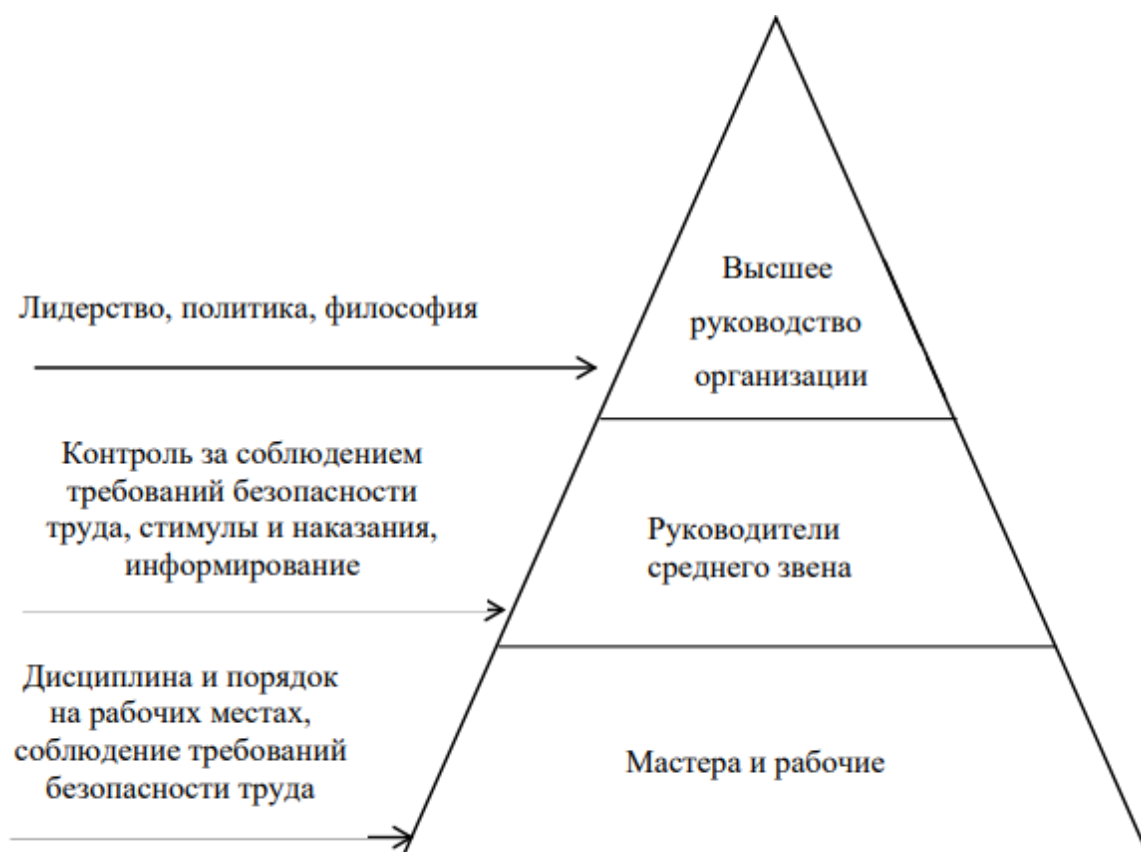 Высшее
руководство
организации
Лидерство, политика, философия
Контроль за соблюдением
требований безопасности
труда, стимулы и наказания,
информирование
Руководители
среднего звена
Дисциплина и порядок
на рабочих местах,
соблюдение требований
безопасности труда
Мастера и рабочие